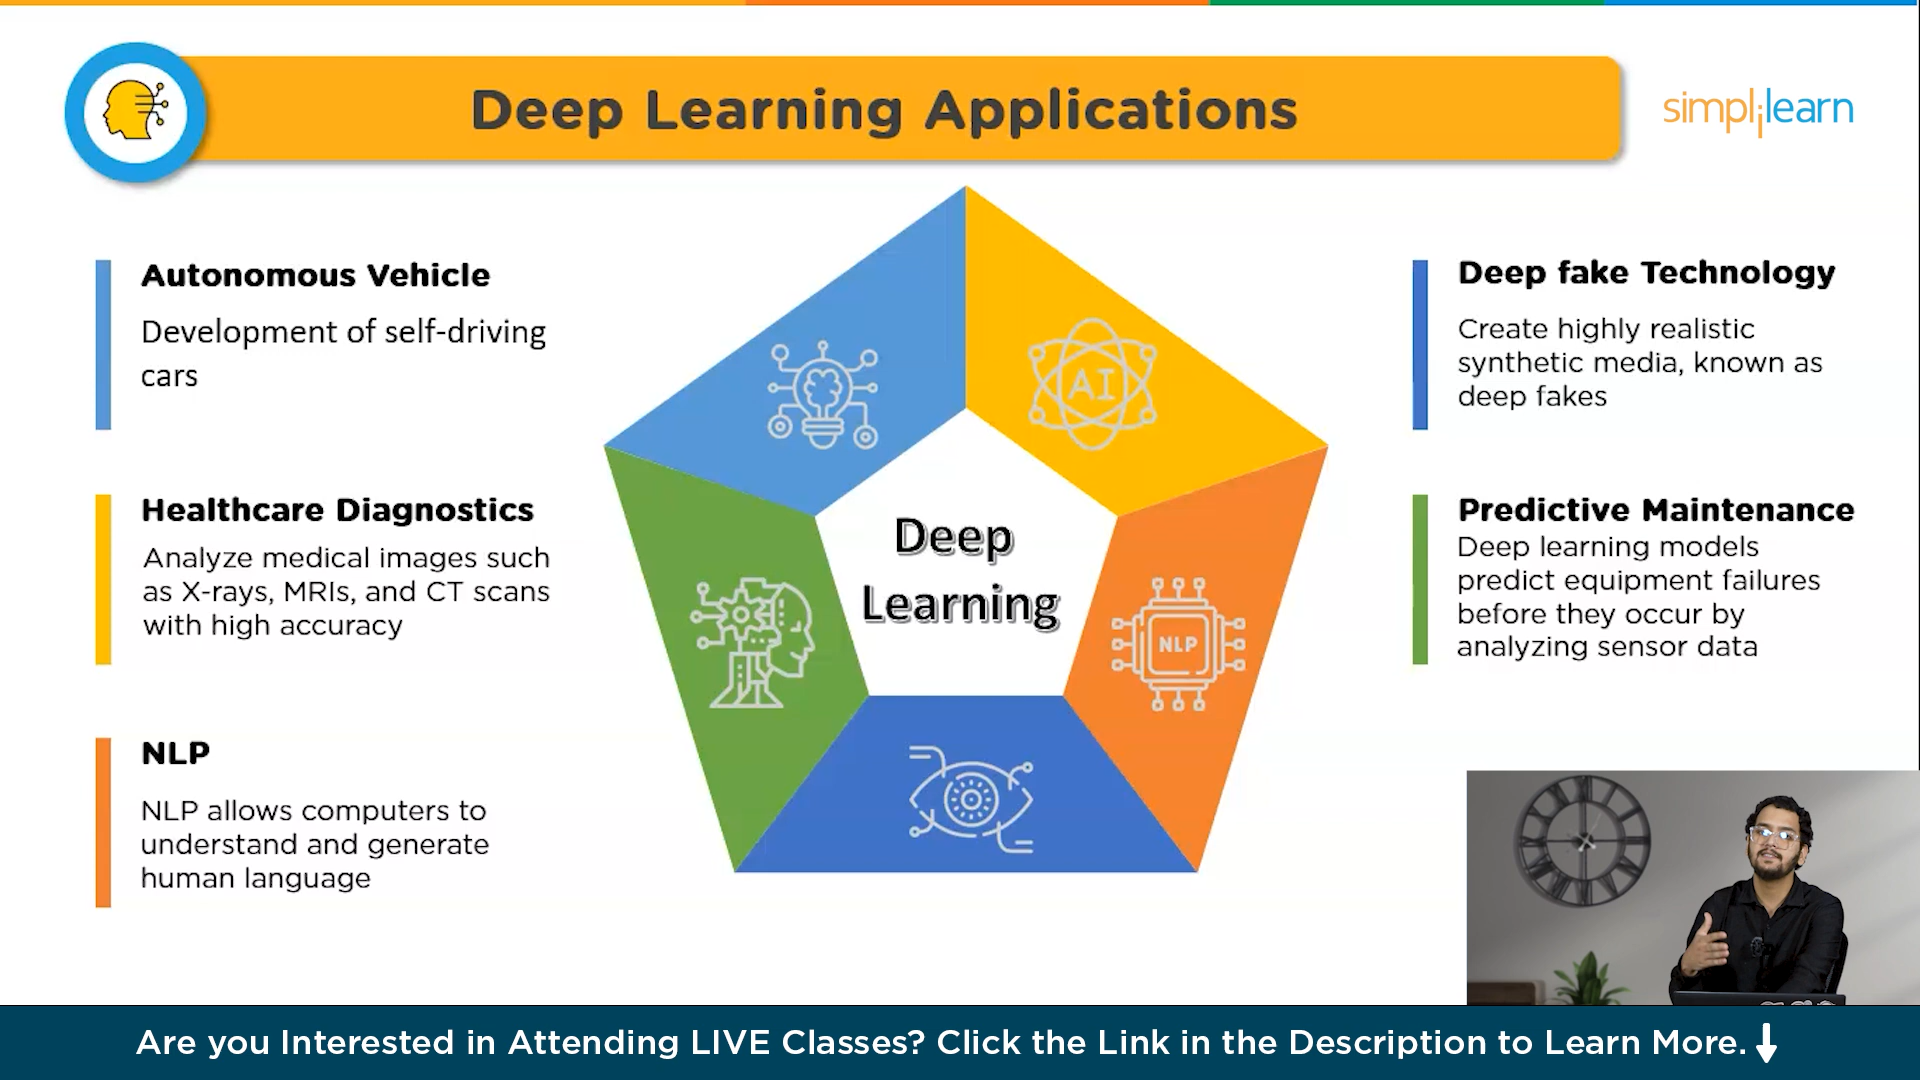 Deep Learning Applications
simplilearn
Autonomous Vehicle
Development of self-driving
cars
Healthcare Diagnostics
Analyze medical images such
as X-rays, MRIs, and CT scans
with high accuracy
NLP
NLP allows computers to
understand and generate
human language
AI
Deep
Learning
NLP
Deep fake Technology
Create highly realistic
synthetic media, known as
deep fakes
Predictive Maintenance
Deep learning models
predict equipment failures
before they occur by
analyzing sensor data
Are you Interested in Attending LIVE Classes? Click the Link in the Description to Learn More.